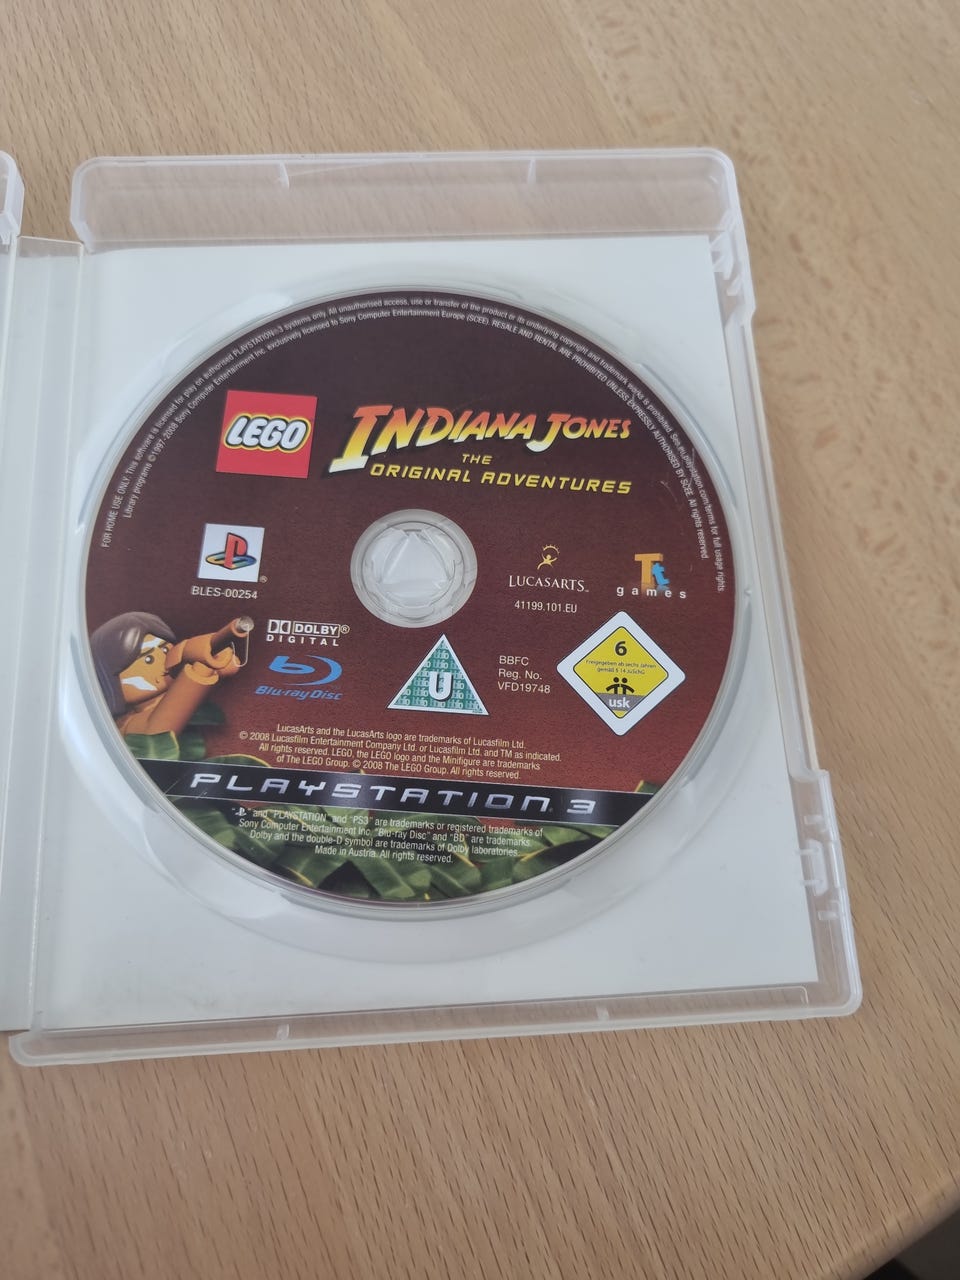 FOR HOME USE ONLY. This software is licensed for play on authorised PLAYSTATION®3 systems only. All unauthorised access, use or transfer of the product or its underlying copyright and trademark works is prohibited. See eu.playstation.com/terms for full usage rights
Library programs ©1997-2008 Sony Computer Entertainment Inc. exclusively licensed to Sony Computer Entertainment Europe (SCEE). RESALE AND RENTAL ARE PROHIBITED UNLESS EXPRESSLY AUTHORISED BY SCEE. All rights reserved
LEGO
INDIANA JONES
THE
ORIGINAL ADVENTURES
®
BLES-00254
LUCASARTS™
41199.101.EU
Tt
games
DOLBY®
DIGITAL
Blu-ray Disc
U
BBFC
Reg. No.
VFD19748
6
Freigegeben ab sechs Jahren
gemäß § 14 JuSchG
usk
LucasArts and the LucasArts logo are trademarks of Lucasfilm Ltd.
© 2008 Lucasfilm Entertainment Company Ltd. or Lucasfilm Ltd. and TM as indicated.
All rights reserved. LEGO, the LEGO logo and the Minifigure are trademarks
of The LEGO Group. © 2008 The LEGO Group. All rights reserved.
PLAYSTATION®3
" " and "PLAYSTATION" and "PS3" are trademarks or registered trademarks of
Sony Computer Entertainment Inc. "Blu-ray Disc" and "BD" are trademarks.
Dolby and the double-D symbol are trademarks of Dolby laboratories.
Made in Austria. All rights reserved.